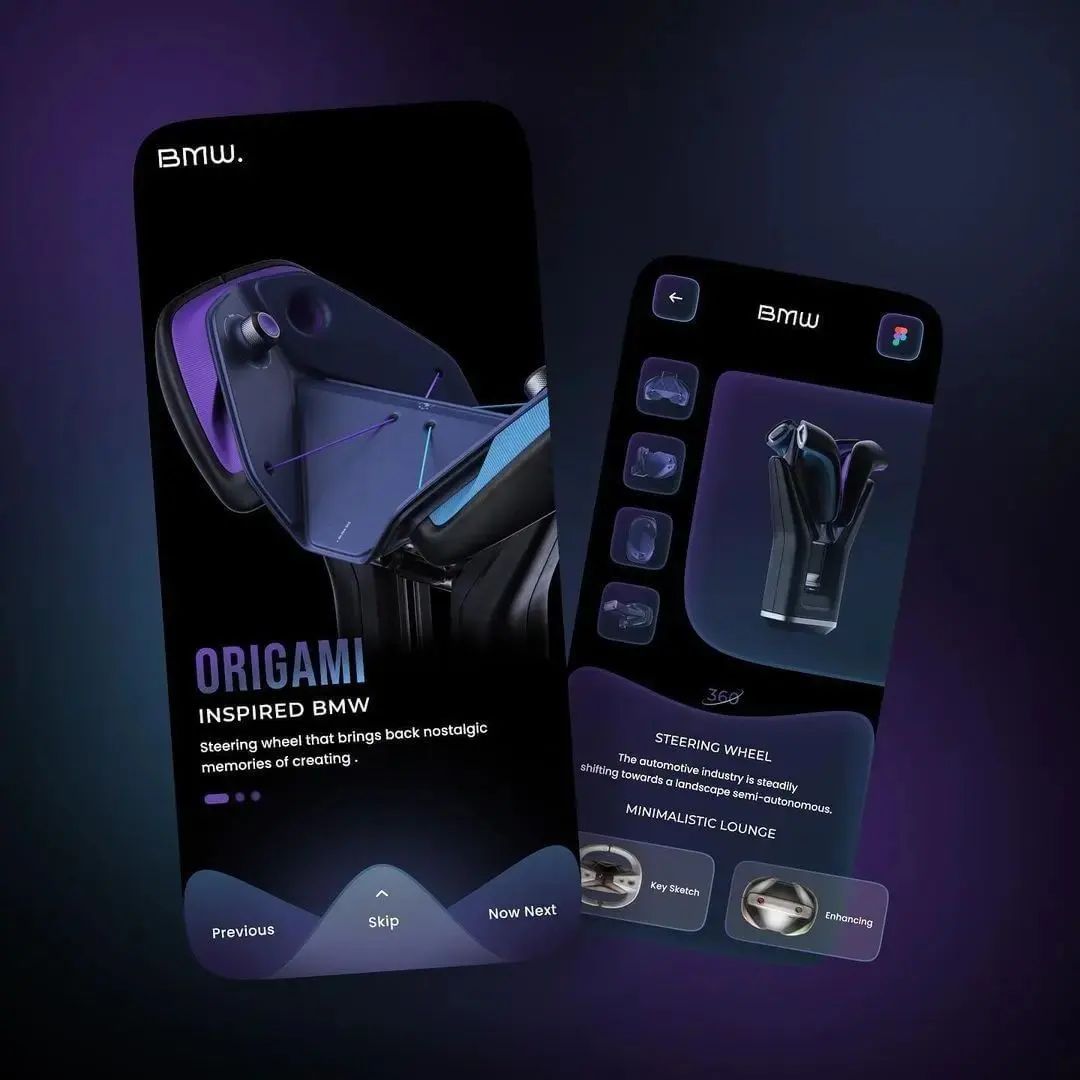 BMW.
ORIGAMI
INSPIRED BMW
Steering wheel that brings back nostalgic
memories of creating .
Previous
Skip
Now Next
BMW
360
STEERING WHEEL
The automotive industry is steadily
shifting towards a landscape semi-autonomous.
MINIMALISTIC LOUNGE
Key Sketch
Enhancing